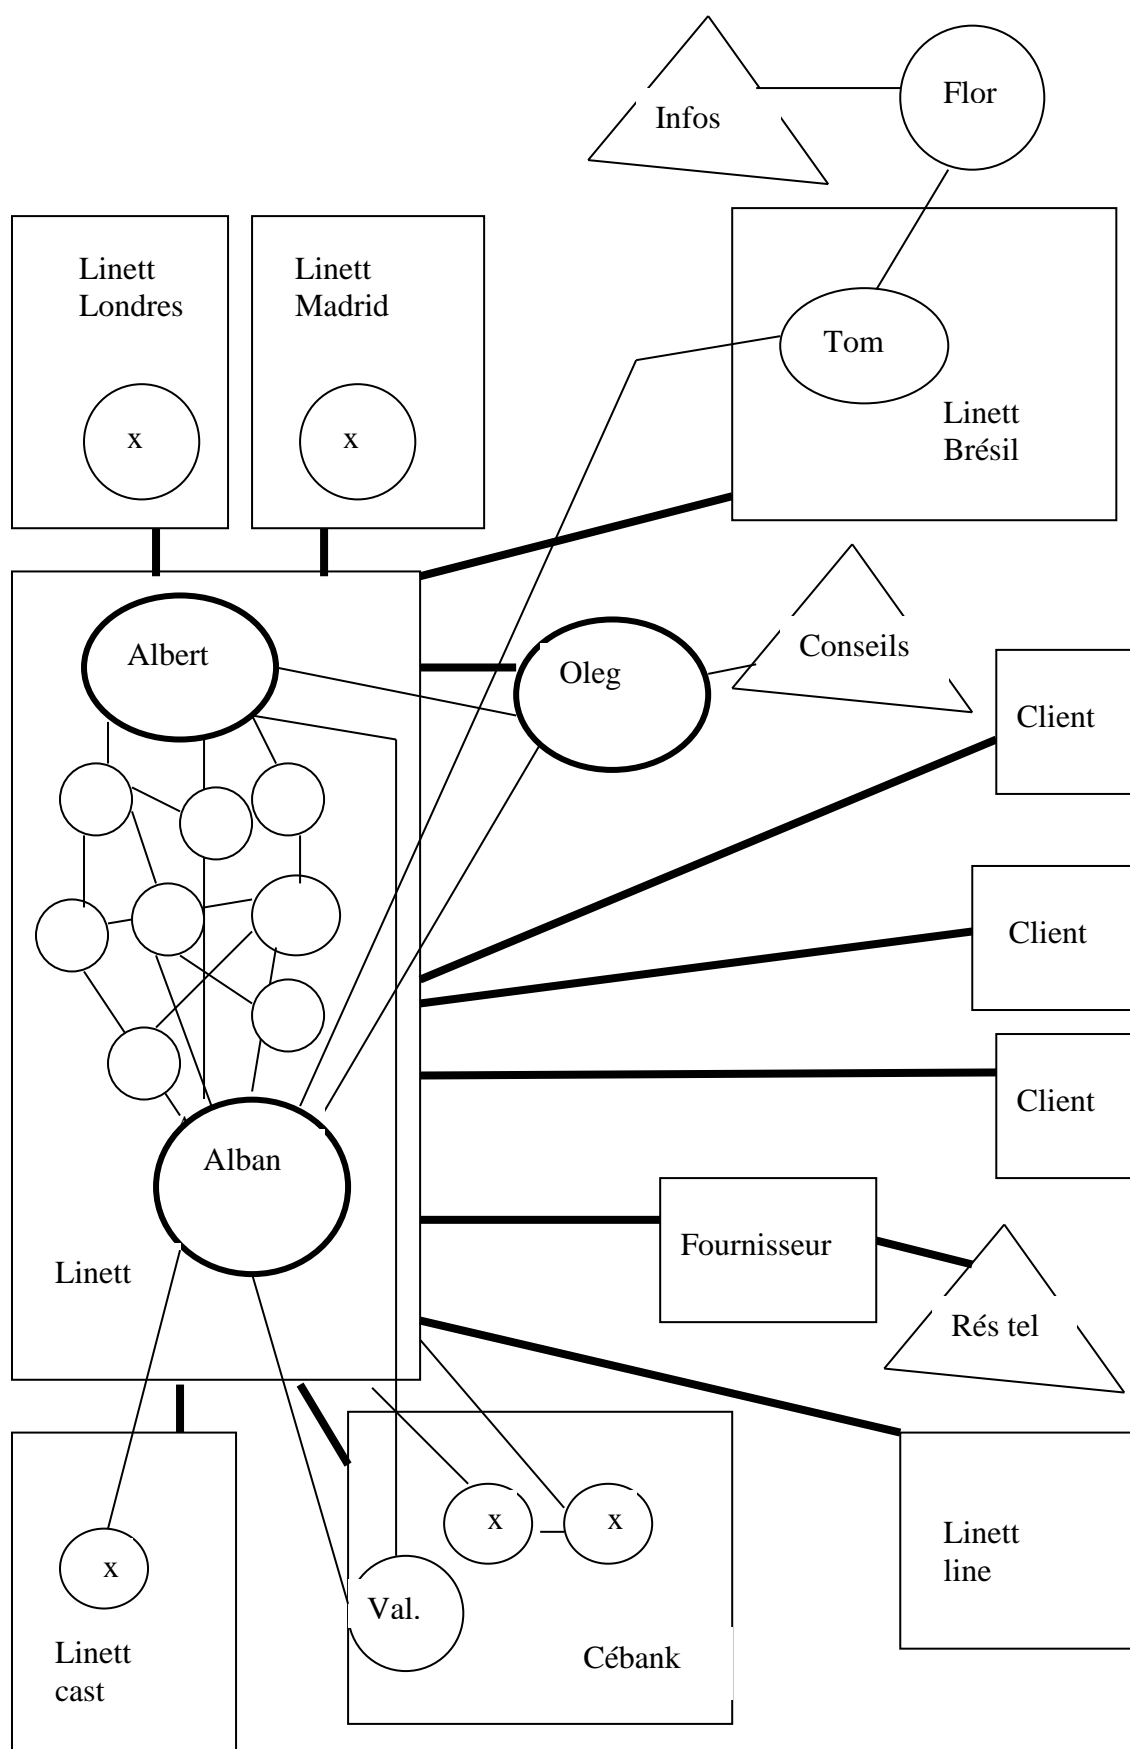 Flor
Infos
Linett
Londres
Linett
Madrid
Tom
Linett
Brésil
x
x
Albert
Oleg
Conseils
Client
Client
Client
Alban
Fournisseur
Linett
Rés tel
x
x
Linett
line
x
Val.
Linett
cast
Cébank